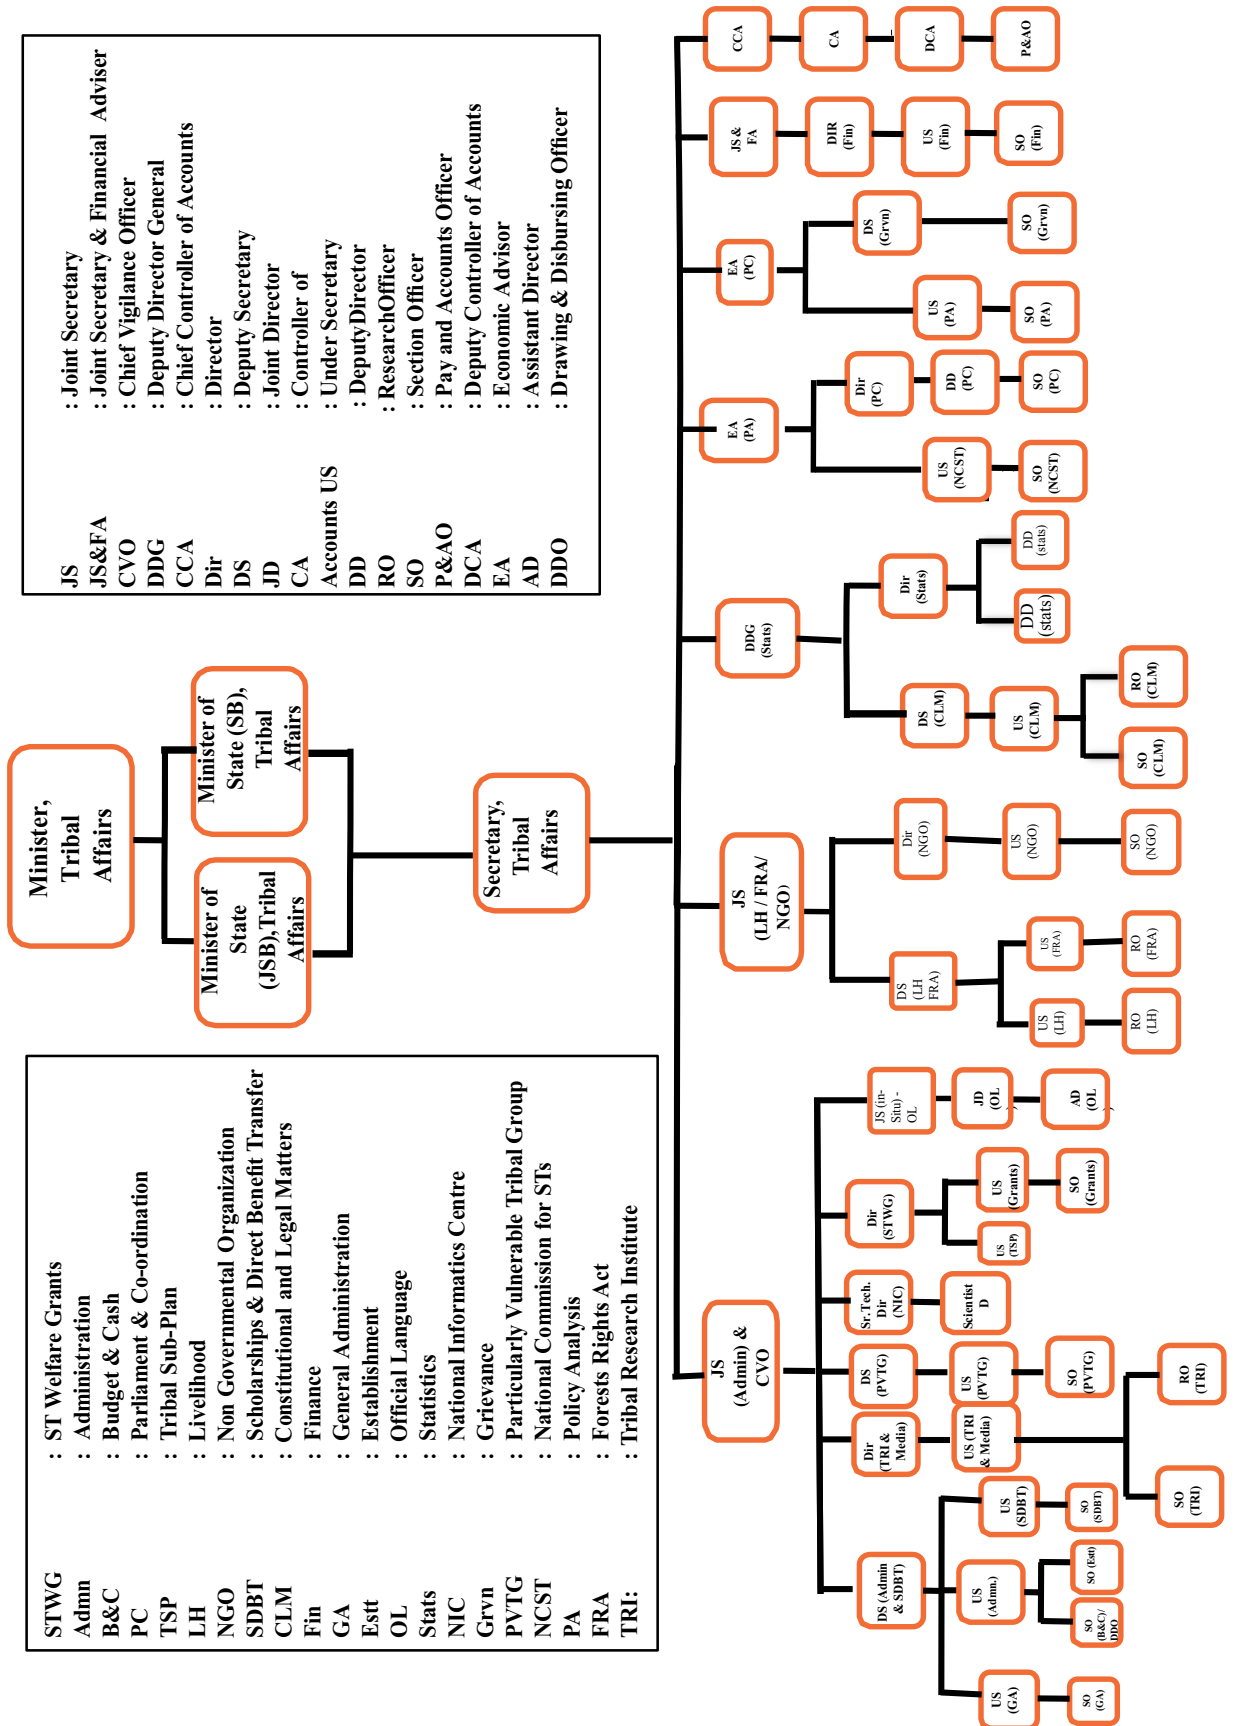 Minister,
Tribal
Affairs
Minister of
State
(JSB),Tribal
Affairs
Minister of
State (SB),
Tribal
Affairs
Secretary,
Tribal
Affairs
STWG : ST Welfare Grants
Admn : Administration
B&C : Budget & Cash
PC : Parliament & Co-ordination
TSP : Tribal Sub-Plan
LH : Livelihood
NGO : Non Governmental Organization
SDBT : Scholarships & Direct Benefit Transfer
CLM : Constitutional and Legal Matters
Fin : Finance
GA : General Administration
Estt : Establishment
OL : Official Language
Stats : Statistics
NIC : National Informatics Centre
Grvn : Grievance
PVTG : Particularly Vulnerable Tribal Group
NCST : National Commission for STs
PA : Policy Analysis
FRA : Forests Rights Act
TRI: : Tribal Research Institute
JS : Joint Secretary
JS&FA : Joint Secretary & Financial Adviser
CVO : Chief Vigilance Officer
DDG : Deputy Director General
CCA : Chief Controller of Accounts
Dir : Director
DS : Deputy Secretary
JD : Joint Director
CA : Controller of
Accounts US : Under Secretary
DD : DeputyDirector
RO : ResearchOfficer
SO : Section Officer
P&AO : Pay and Accounts Officer
DCA : Deputy Controller of Accounts
EA : Economic Advisor
AD : Assistant Director
DDO : Drawing & Disbursing Officer
JS
(Admin) &
CVO
DS (Admin
& SDBT)
US
(GA)
SO
(GA)
US
(Admn.)
SO
(B&C)/
DDO
SO (Estt)
US
(SDBT)
SO
(SDBT)
Dir
(TRI &
Media)
US (TRI
& Media)
SO
(TRI)
RO
(TRI)
DS
(PVTG)
US
(PVTG)
SO
(PVTG)
Sr.Tech.
Dir
(NIC)
Scientist
D
Dir
(STWG)
US
(TSP)
US
(Grants)
SO
(Grants)
JS (in-
Situ) -
OL
JD
(OL
)
AD
(OL
)
JS
(LH / FRA/
NGO)
DS
(LH
FRA)
US
(LH)
RO
(LH)
US
(FRA)
RO
(FRA)
Dir
(NGO)
US
(NGO)
SO
(NGO)
DDG
(Stats)
DS
(CLM)
US
(CLM)
SO
(CLM)
RO
(CLM)
Dir
(Stats)
DD
(stats)
DD
(stats)
EA
(PA)
US
(NCST)
SO
(NCST)
Dir
(PC)
DD
(PC)
SO
(PC)
EA
(PC)
US
(PA)
SO
(PA)
DS
(Grvn)
SO
(Grvn)
JS &
FA
DIR
(Fin)
US
(Fin)
SO
(Fin)
CCA
CA
DCA
P&AO